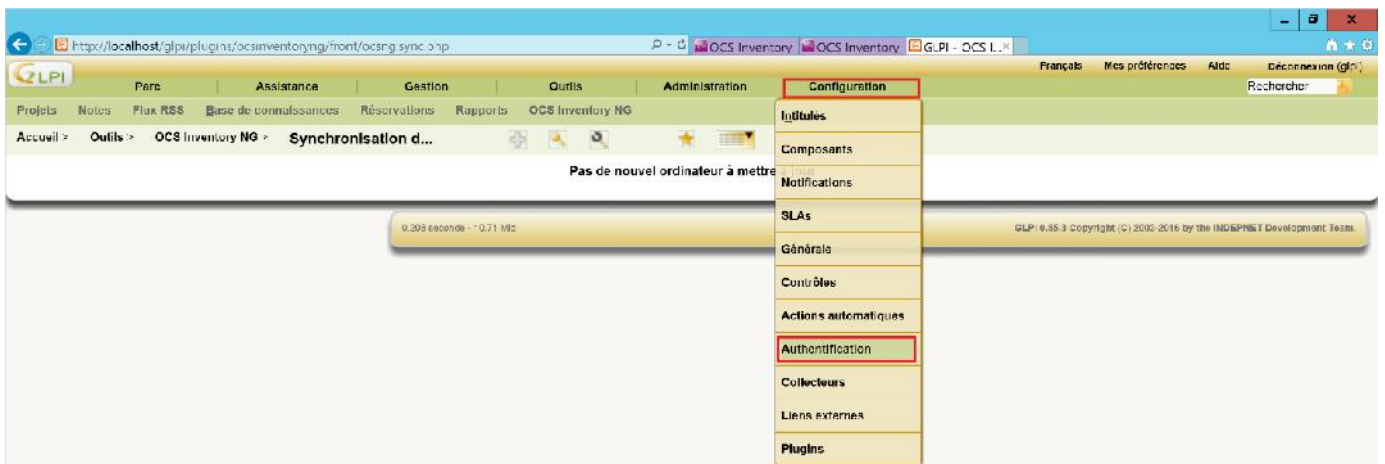 http://localhost/glpi/plugins/ocsinventoryng/front/ocsng.sync.php
OCS Inventory
OCS Inventory
GLPI - OCS I...
GLPI
Français Mes préférences Aide Déconnexion (glpi)
Parc Assistance Gestion Outils Administration Configuration
Rechercher
Projets Notes Flux RSS Base de connaissances Réservations Rapports OCS Inventory NG
Accueil > Outils > OCS Inventory NG > Synchronisation d...
Pas de nouvel ordinateur à mettre à jour
Intitulés
Composants
Notifications
SLAs
Générale
Contrôles
Actions automatiques
Authentification
Collecteurs
Liens externes
Plugins
0.209 seconde - 10.71 Mio
GLPI 0.85.3 Copyright (C) 2003-2016 by the INDEPNET Development Team.